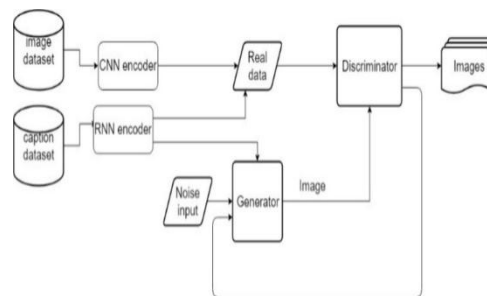 image
dataset
CNN encoder
Real
data
Discriminator
Images
caption
dataset
RNN encoder
Noise
input
Generator
Image